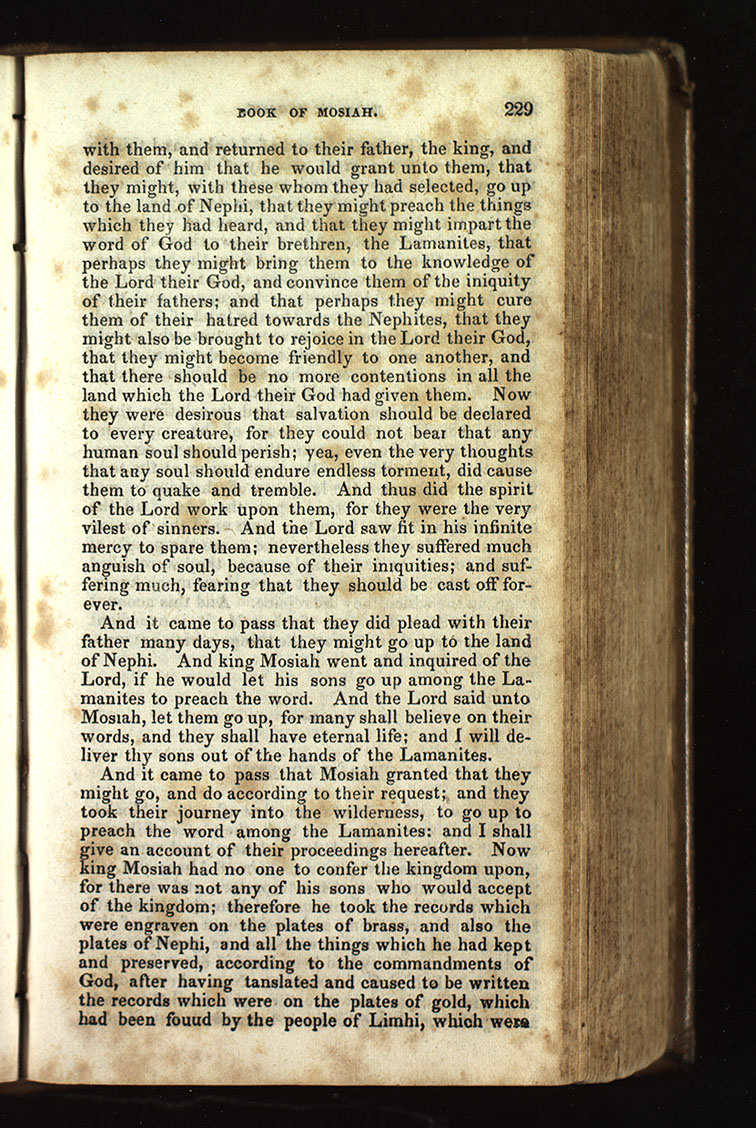 BOOK OF MOSIAH. 229
with them, and returned to their father, the king, and
desired of him that he would grant unto them, that
they might, with these whom they had selected, go up
to the land of Nephi, that they might preach the things
which they had heard, and that they might impart the
word of God to their brethren, the Lamanites, that
perhaps they might bring them to the knowledge of
the Lord their God, and convince them of the iniquity
of their fathers; and that perhaps they might cure
them of their hatred towards the Nephites, that they
might also be brought to rejoice in the Lord their God,
that they might become friendly to one another, and
that there should be no more contentions in all the
land which the Lord their God had given them. Now
they were desirous that salvation should be declared
to every creature, for they could not bear that any
human soul should perish; yea, even the very thoughts
that any soul should endure endless torment, did cause
them to quake and tremble. And thus did the spirit
of the Lord work upon them, for they were the very
vilest of sinners. And the Lord saw fit in his infinite
mercy to spare them; nevertheless they suffered much
anguish of soul, because of their iniquities; and suf-
fering much, fearing that they should be cast off for-
ever.
And it came to pass that they did plead with their
father many days, that they might go up to the land
of Nephi. And king Mosiah went and inquired of the
Lord, if he would let his sons go up among the La-
manites to preach the word. And the Lord said unto
Mosiah, let them go up, for many shall believe on their
words, and they shall have eternal life; and I will de-
liver thy sons out of the hands of the Lamanites.
And it came to pass that Mosiah granted that they
might go, and do according to their request; and they
took their journey into the wilderness, to go up to
preach the word among the Lamanites: and I shall
give an account of their proceedings hereafter. Now
king Mosiah had no one to confer the kingdom upon,
for there was not any of his sons who would accept
of the kingdom; therefore he took the records which
were engraven on the plates of brass, and also the
plates of Nephi, and all the things which he had kept
and preserved, according to the commandments of
God, after having tanslated and caused to be written
the records which were on the plates of gold, which
had been fouud by the people of Limhi, which were